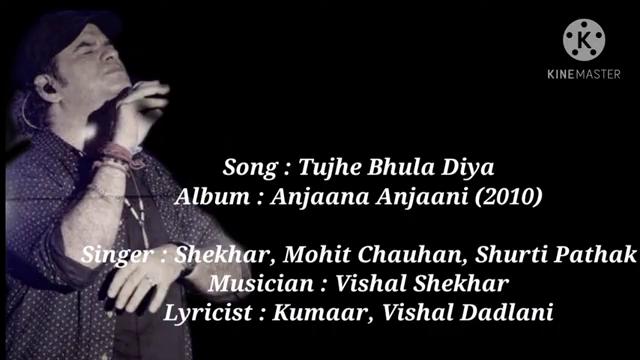 K
KINEMASTER
Song : Tujhe Bhula Diya
Album : Anjaana Anjaani (2010)
Singer : Shekhar, Mohit Chauhan, Shurti Pathak
Musician : Vishal Shekhar
Lyricist : Kumaar, Vishal Dadlani